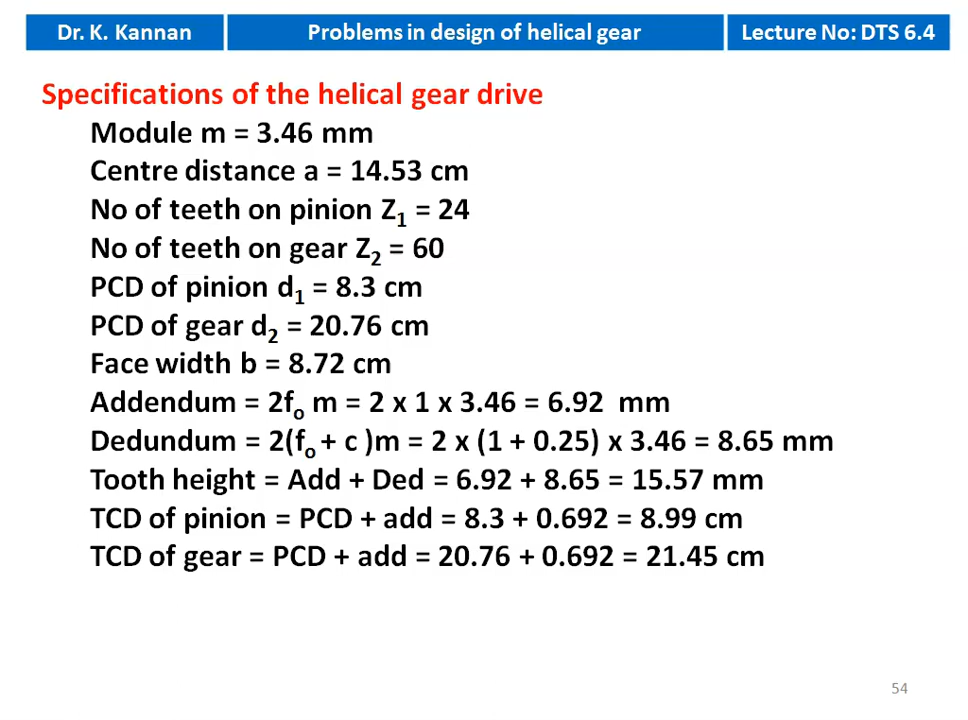 Dr. K. Kannan
Problems in design of helical gear
Lecture No: DTS 6.4
Specifications of the helical gear drive
Module m = 3.46 mm
Centre distance a = 14.53 cm
No of teeth on pinion Z₁ = 24
No of teeth on gear Z₂ = 60
PCD of pinion d₁ = 8.3 cm
PCD of gear d₂ = 20.76 cm
Face width b = 8.72 cm
Addendum = 2fₒ m = 2 x 1 x 3.46 = 6.92 mm
Dedundum = 2(fₒ + c )m = 2 x (1 + 0.25) x 3.46 = 8.65 mm
Tooth height = Add + Ded = 6.92 + 8.65 = 15.57 mm
TCD of pinion = PCD + add = 8.3 + 0.692 = 8.99 cm
TCD of gear = PCD + add = 20.76 + 0.692 = 21.45 cm
54